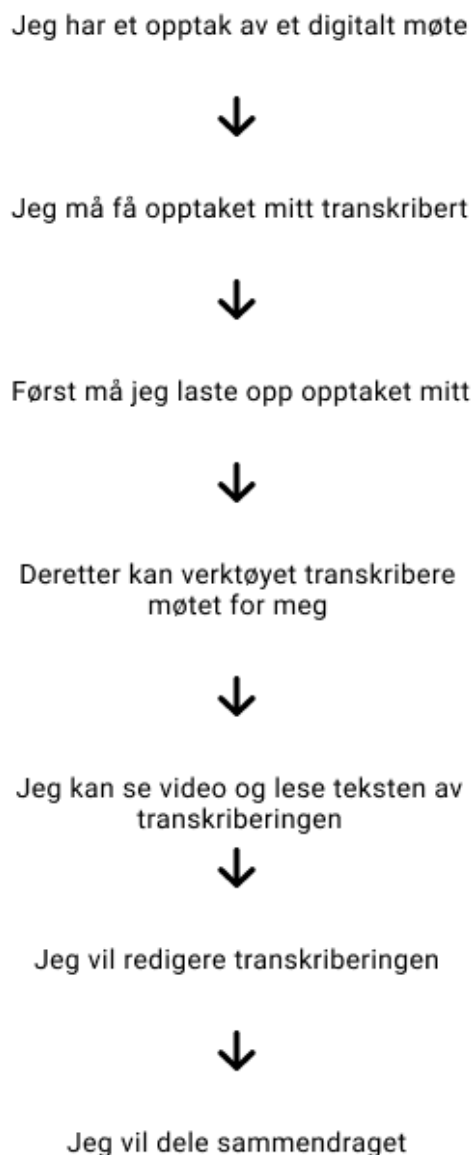 Jeg har et opptak av et digitalt møte
Jeg må få opptaket mitt transkribert
Først må jeg laste opp opptaket mitt
Deretter kan verktøyet transkribere
møtet for meg
Jeg kan se video og lese teksten av
transkriberingen
Jeg vil redigere transkriberingen
Jeg vil dele sammendraget